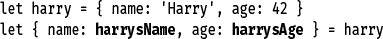 let harry = { name: 'Harry', age: 42 }
let { name: harrysName, age: harrysAge } = harry